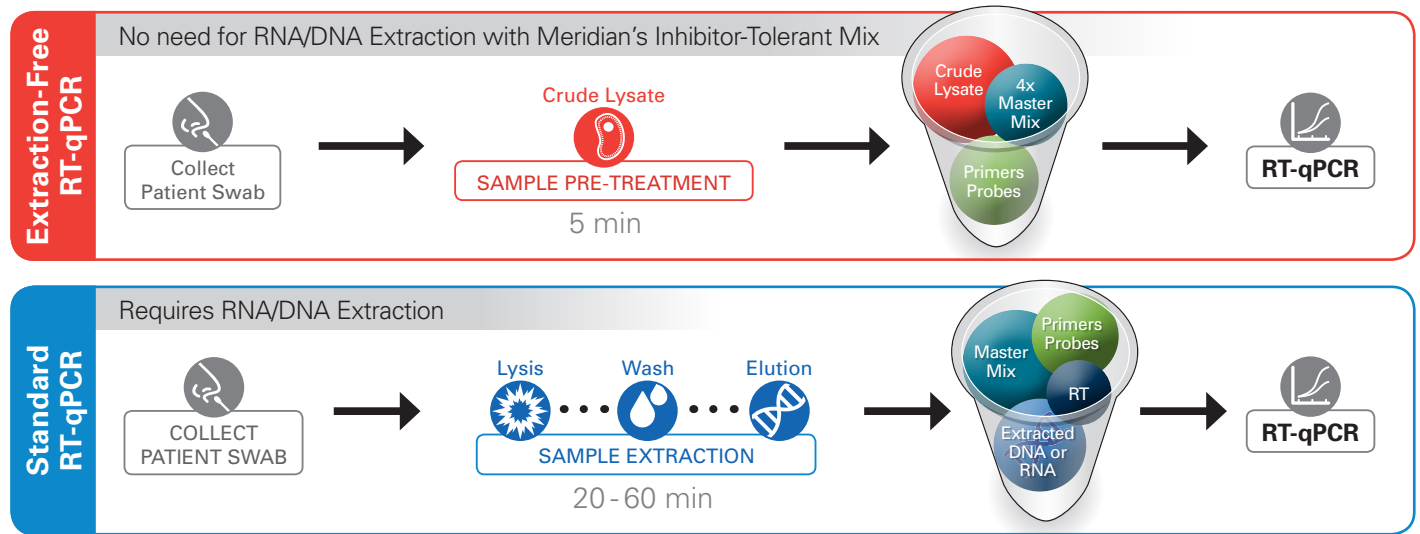 Extraction-Free
RT-qPCR
No need for RNA/DNA Extraction with Meridian's Inhibitor-Tolerant Mix
Collect
Patient Swab
Crude Lysate
SAMPLE PRE-TREATMENT
5 min
Crude
Lysate
4x
Master
Mix
Primers
Probes
RT-qPCR
Standard
RT-qPCR
Requires RNA/DNA Extraction
COLLECT
PATIENT SWAB
Lysis
Wash
Elution
SAMPLE EXTRACTION
20-60 min
Master
Mix
Primers
Probes
RT
Extracted
DNA or
RNA
RT-qPCR